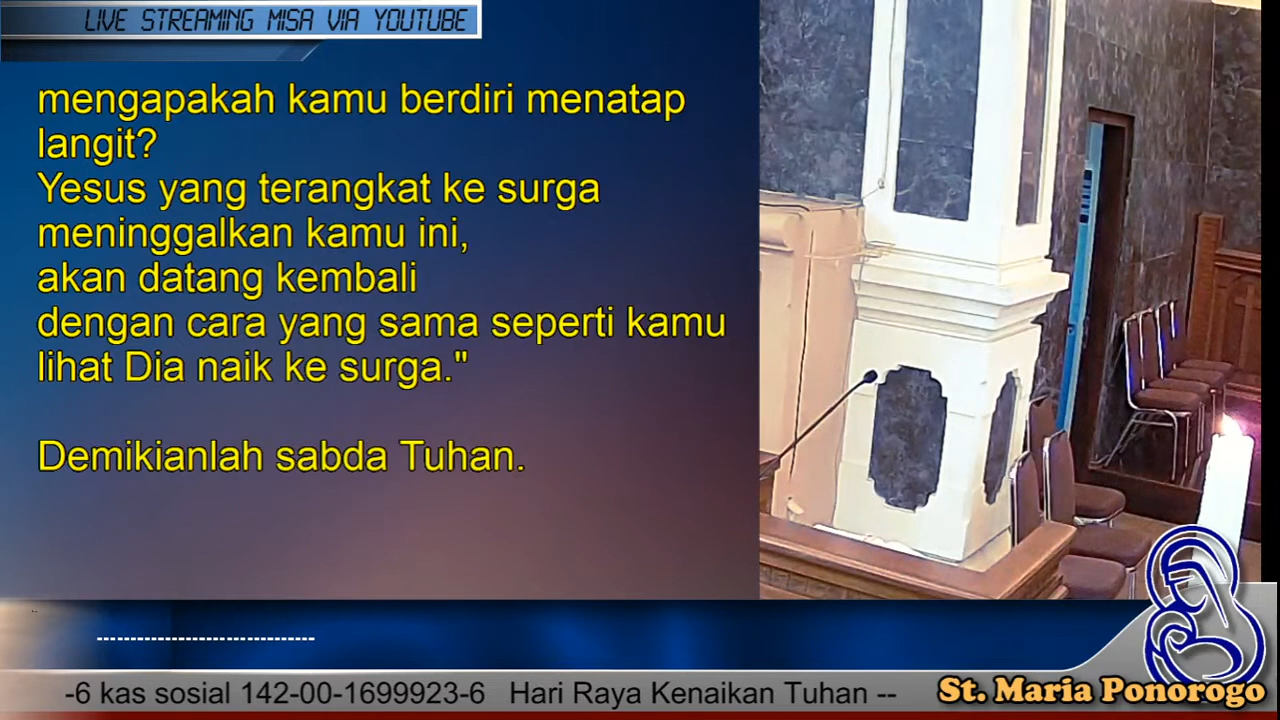 LIVE STREAMING MISA VIA YOUTUBE
mengapakah kamu berdiri menatap
langit?
Yesus yang terangkat ke surga
meninggalkan kamu ini,
akan datang kembali
dengan cara yang sama seperti kamu
lihat Dia naik ke surga."
Demikianlah sabda Tuhan.
--------------------------------
-6 kas sosial 142-00-1699923-6 Hari Raya Kenaikan Tuhan --
St. Maria Ponorogo